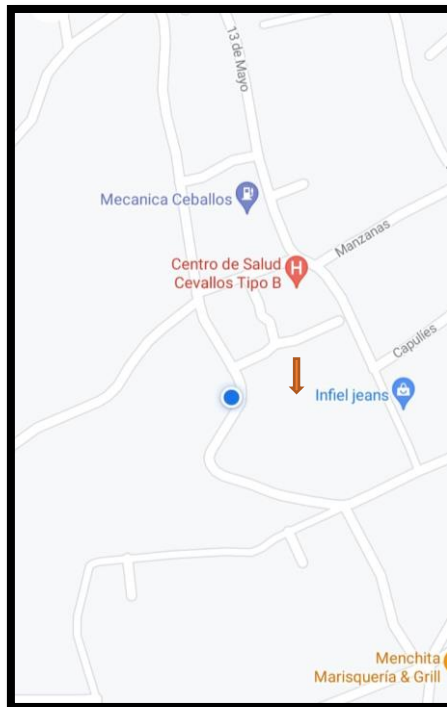 13 de Mayo
Mecanica Ceballos
Centro de Salud
Cevallos Tipo B
H
Manzanas
Capulíes
Infiel jeans
Menchita
Marisquería & Grill